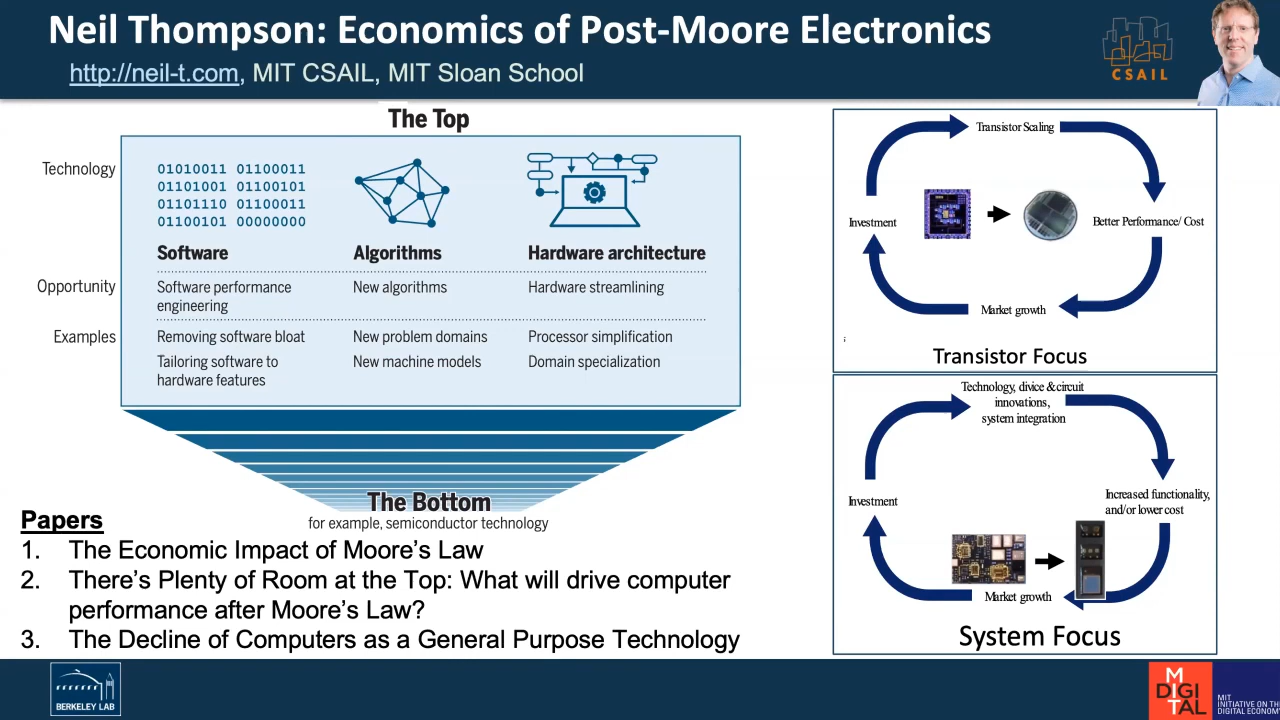 Neil Thompson: Economics of Post-Moore Electronics
http://neil-t.com, MIT CSAIL, MIT Sloan School
CSAIL
The Top
Technology
01010011 01100011
01101001 01100101
01101110 01100011
01100101 00900000
Software
Algorithms
Hardware architecture
Opportunity
Software performance
engineering
New algorithms
Hardware streamlining
Examples
Removing software bloat
New problem domains
Processor simplification
Tailoring software to
hardware features
New machine models
Domain specialization
The Bottom
for example, semiconductor technology
Papers
1. The Economic Impact of Moore's Law
2. There's Plenty of Room at the Top: What will drive computer
performance after Moore's Law?
3. The Decline of Computers as a General Purpose Technology
Transistor Scaling
Investment
Better Performance/ Cost
Market growth
;
Transistor Focus
Technology, divice & circuit
innovations,
system integration
Investment
Increased functionality,
and/or lower cost
Market growth
System Focus
BERKELEY LAB
MIT
DIGITAL
MIT
INITIATIVE ON THE
DIGITAL ECONOMY